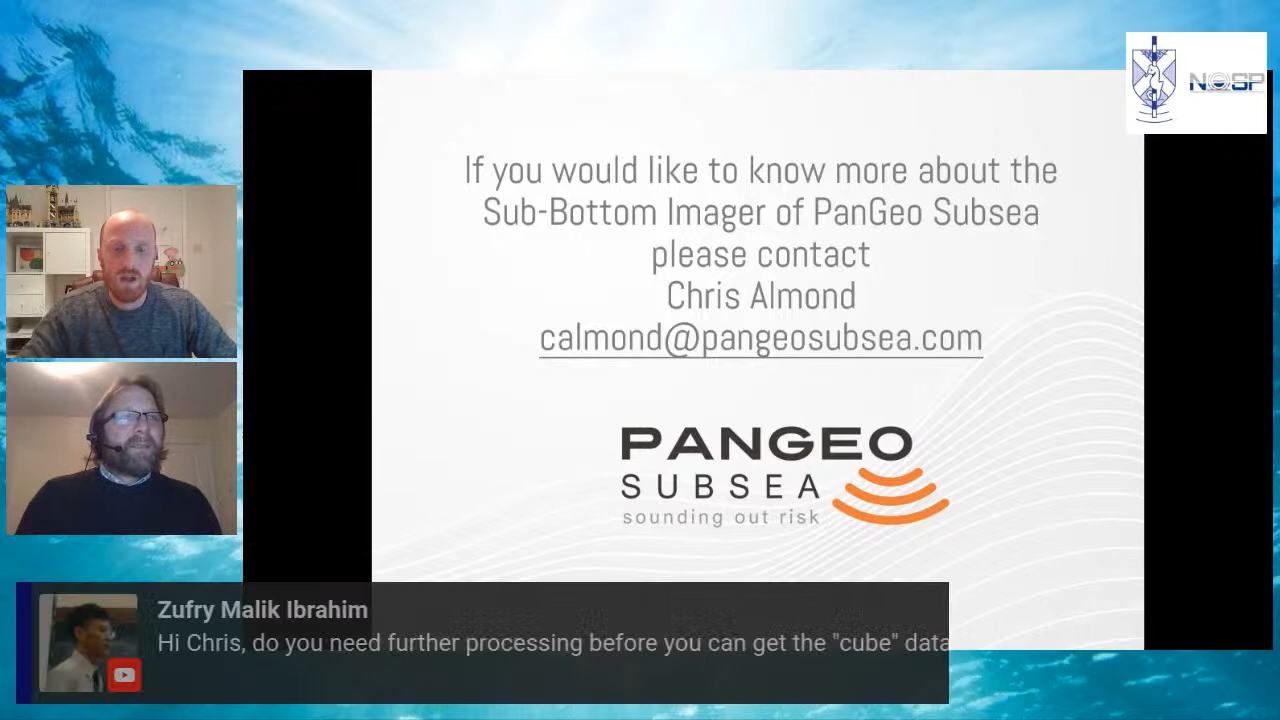 NOSP
If you would like to know more about the
Sub-Bottom Imager of PanGeo Subsea
please contact
Chris Almond
calmond@pangeosubsea.com
PANGEO
SUBSEA
sounding out risk
Zufry Malik Ibrahim
Hi Chris, do you need further processing before you can get the "cube" data